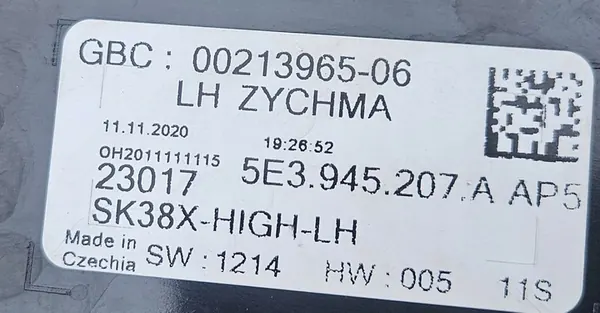 GBC: 00213965-06
LH ZYCHMA
11.11.2020 19:26:52
OH2011111115
23017 5E3.945.207.A AP5
SK38X-HIGH-LH
Made in
Czechia SW:1214 HW:005 11S